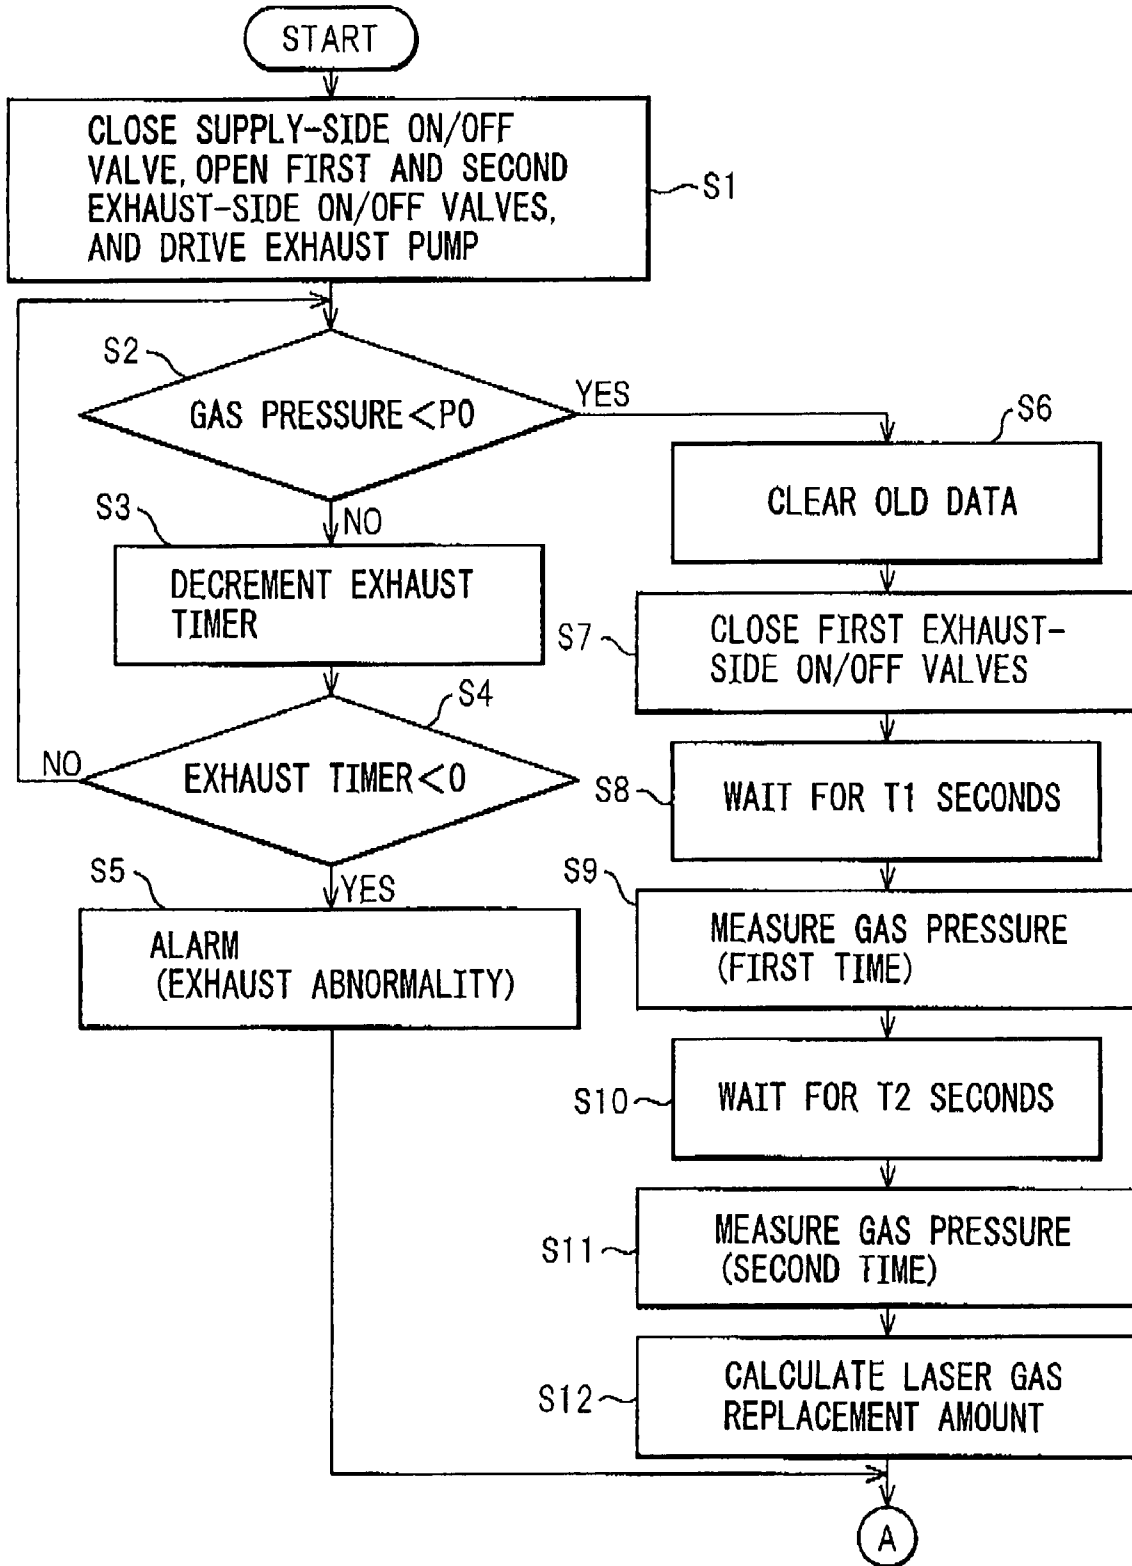 START
CLOSE SUPPLY-SIDE ON/OFF
VALVE, OPEN FIRST AND SECOND
EXHAUST-SIDE ON/OFF VALVES,
AND DRIVE EXHAUST PUMP
S1
S2
GAS PRESSURE<P0
YES
NO
S3
DECREMENT EXHAUST
TIMER
S4
EXHAUST TIMER<0
NO
YES
S5
ALARM
(EXHAUST ABNORMALITY)
S6
CLEAR OLD DATA
S7
CLOSE FIRST EXHAUST-
SIDE ON/OFF VALVES
S8
WAIT FOR T1 SECONDS
S9
MEASURE GAS PRESSURE
(FIRST TIME)
S10
WAIT FOR T2 SECONDS
S11
MEASURE GAS PRESSURE
(SECOND TIME)
S12
CALCULATE LASER GAS
REPLACEMENT AMOUNT
A